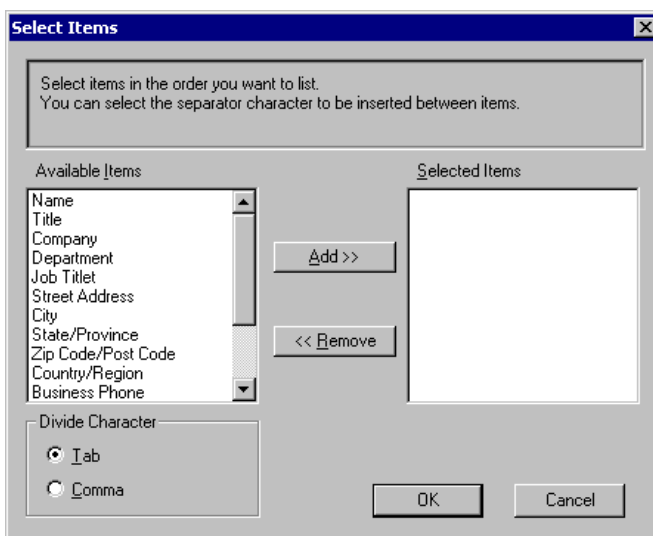 Select Items
Select items in the order you want to list.
You can select the separator character to be inserted between items.
Available Items
Name
Title
Company
Department
Job Titlet
Street Address
City
State/Province
Zip Code/Post Code
Country/Region
Business Phone
Add >>
<< Remove
Selected Items
Divide Character
Tab
Comma
OK
Cancel